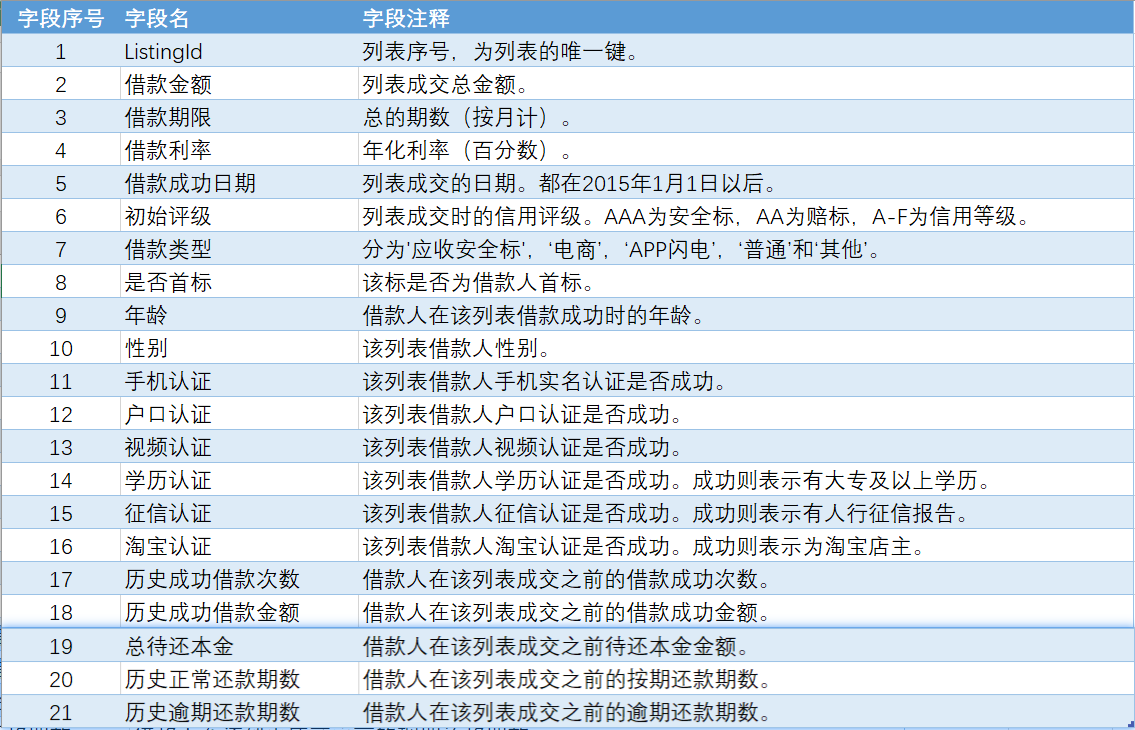 字段序号 字段名 字段注释
1 ListingId 列表序号，为列表的唯一键。
2 借款金额 列表成交总金额。
3 借款期限 总的期数（按月计）。
4 借款利率 年化利率（百分数）。
5 借款成功日期 列表成交的日期。都在2015年1月1日以后。
6 初始评级 列表成交时的信用评级。AAA为安全标，AA为赔标，A-F为信用等级。
7 借款类型 分为'应收安全标'，‘电商’，‘APP闪电’，‘普通’和‘其他’。
8 是否首标 该标是否为借款人首标。
9 年龄 借款人在该列表借款成功时的年龄。
10 性别 该列表借款人性别。
11 手机认证 该列表借款人手机实名认证是否成功。
12 户口认证 该列表借款人户口认证是否成功。
13 视频认证 该列表借款人视频认证是否成功。
14 学历认证 该列表借款人学历认证是否成功。成功则表示有大专及以上学历。
15 征信认证 该列表借款人征信认证是否成功。成功则表示有人行征信报告。
16 淘宝认证 该列表借款人淘宝认证是否成功。成功则表示为淘宝店主。
17 历史成功借款次数 借款人在该列表成交之前的借款成功次数。
18 历史成功借款金额 借款人在该列表成交之前的借款成功金额。
19 总待还本金 借款人在该列表成交之前待还本金金额。
20 历史正常还款期数 借款人在该列表成交之前的按期还款期数。
21 历史逾期还款期数 借款人在该列表成交之前的逾期还款期数。